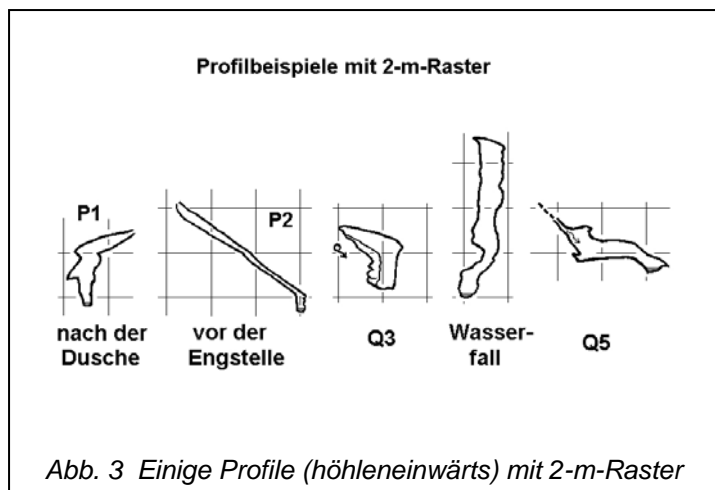 Profilbeispiele mit 2-m-Raster
P1
P2
nach der
Dusche
vor der
Engstelle
Q3
Wasser-
fall
Q5
Abb. 3 Einige Profile (höhleneinwärts) mit 2-m-Raster